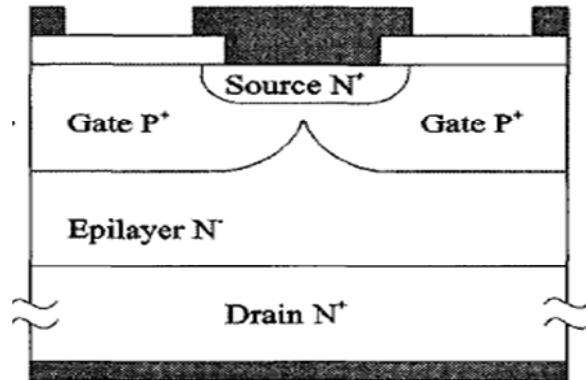 Source N⁺
Gate P⁺ Gate P⁺
Epilayer N⁻
Drain N⁺